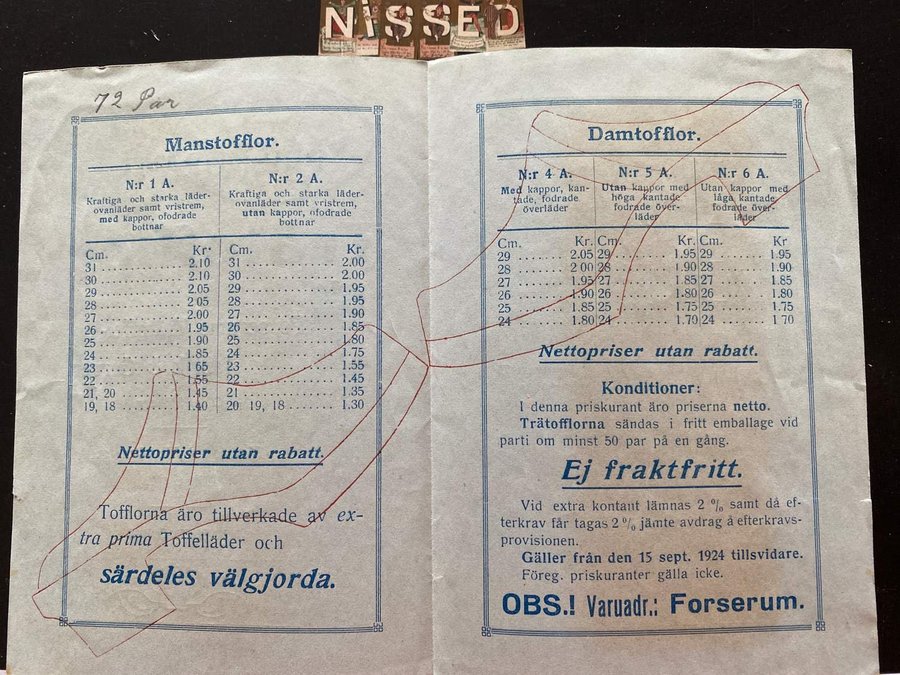 NISSED
72 Par
Manstofflor.
N:r 1 A.
Kraftiga och starka läder-
ovanläder samt vristrem,
med kappor, ofodrade
bottnar
Cm. Kr.
31 2.10
30 2.10
29 2.05
28 2 05
27 2.00
26 1.95
25 1.90
24 1.85
23 1 65
22 1.55
21, 20 1.45
19, 18 1.40
N:r 2 A.
Kraftiga och starka läder-
ovanläder samt vristrem,
utan kappor, ofodrade
bottnar
Cm. Kr.
31 2.00
30 2.00
29 1.95
28 1.95
27 1.90
26 1.85
25 1.80
24 1.75
23 1.55
22 1.45
21 1.35
20 19, 18 1.30
Nettopriser utan rabatt.
Tofflorna äro tillverkade av ex-
tra prima Toffelläder och
särdeles välgjorda.
Damtofflor.
N:r 4 A.
Med kappor, kan-
tade, fodrade
överläder
Cm. Kr.
29 2.05
28 2 00
27 1.95
26 1.90
25 1.85
24 1.80
N:r 5 A.
Utan kappor med
höga kantade
fodrade över-
läder
Cm. Kr.
29 1.95
28 1.90
27 1.85
26 1.80
25 1.75
24 1.70
N:r 6 A.
Utan kappor med
låga kantade
fodrade över-
läder
Cm. Kr.
29 1.95
28 1.90
27 1.85
26 1.80
25 1.75
24 1 70
Nettopriser utan rabatt.
Konditioner:
I denna priskurant äro priserna netto.
Trätofflorna sändas i fritt emballage vid
parti om minst 50 par på en gång.
Ej fraktfritt.
Vid extra kontant lämnas 2 % samt då ef-
terkrav får tagas 2 % jämte avdrag å efterkravs-
provisionen.
Gäller från den 15 sept. 1924 tillsvidare.
Föreg. priskuranter gälla icke.
OBS.! Varuadr.: Forserum.